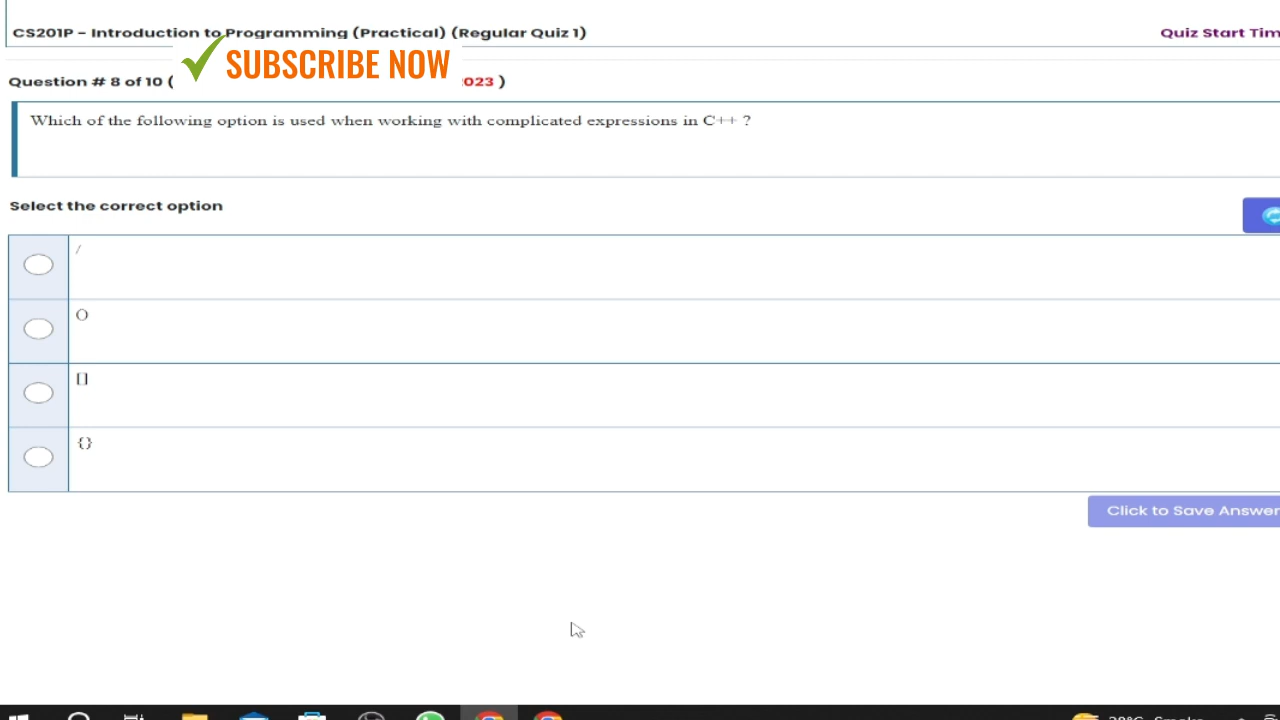 CS201P - Introduction to Programming (Practical) (Regular Quiz 1)
Quiz Start Tim
SUBSCRIBE NOW
Question # 8 of 10 (
023 )
Which of the following option is used when working with complicated expressions in C++ ?
Select the correct option
/
()
[]
{}
Click to Save Answer